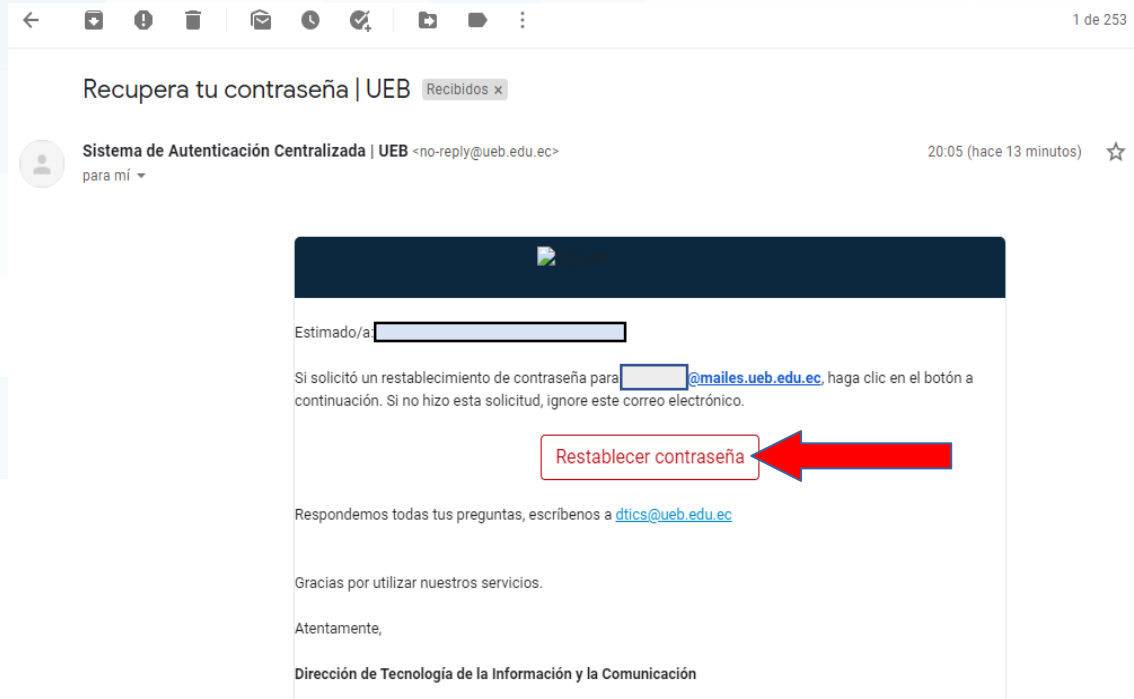 1 de 253
Recupera tu contraseña | UEB Recibidos x
Sistema de Autenticación Centralizada | UEB <no-reply@ueb.edu.ec>
20:05 (hace 13 minutos)
para mí
Estimado/a:
Si solicitó un restablecimiento de contraseña para @mailes.ueb.edu.ec, haga clic en el botón a
continuación. Si no hizo esta solicitud, ignore este correo electrónico.
Restablecer contraseña
Respondemos todas tus preguntas, escríbenos a dtics@ueb.edu.ec
Gracias por utilizar nuestros servicios.
Atentamente,
Dirección de Tecnología de la Información y la Comunicación